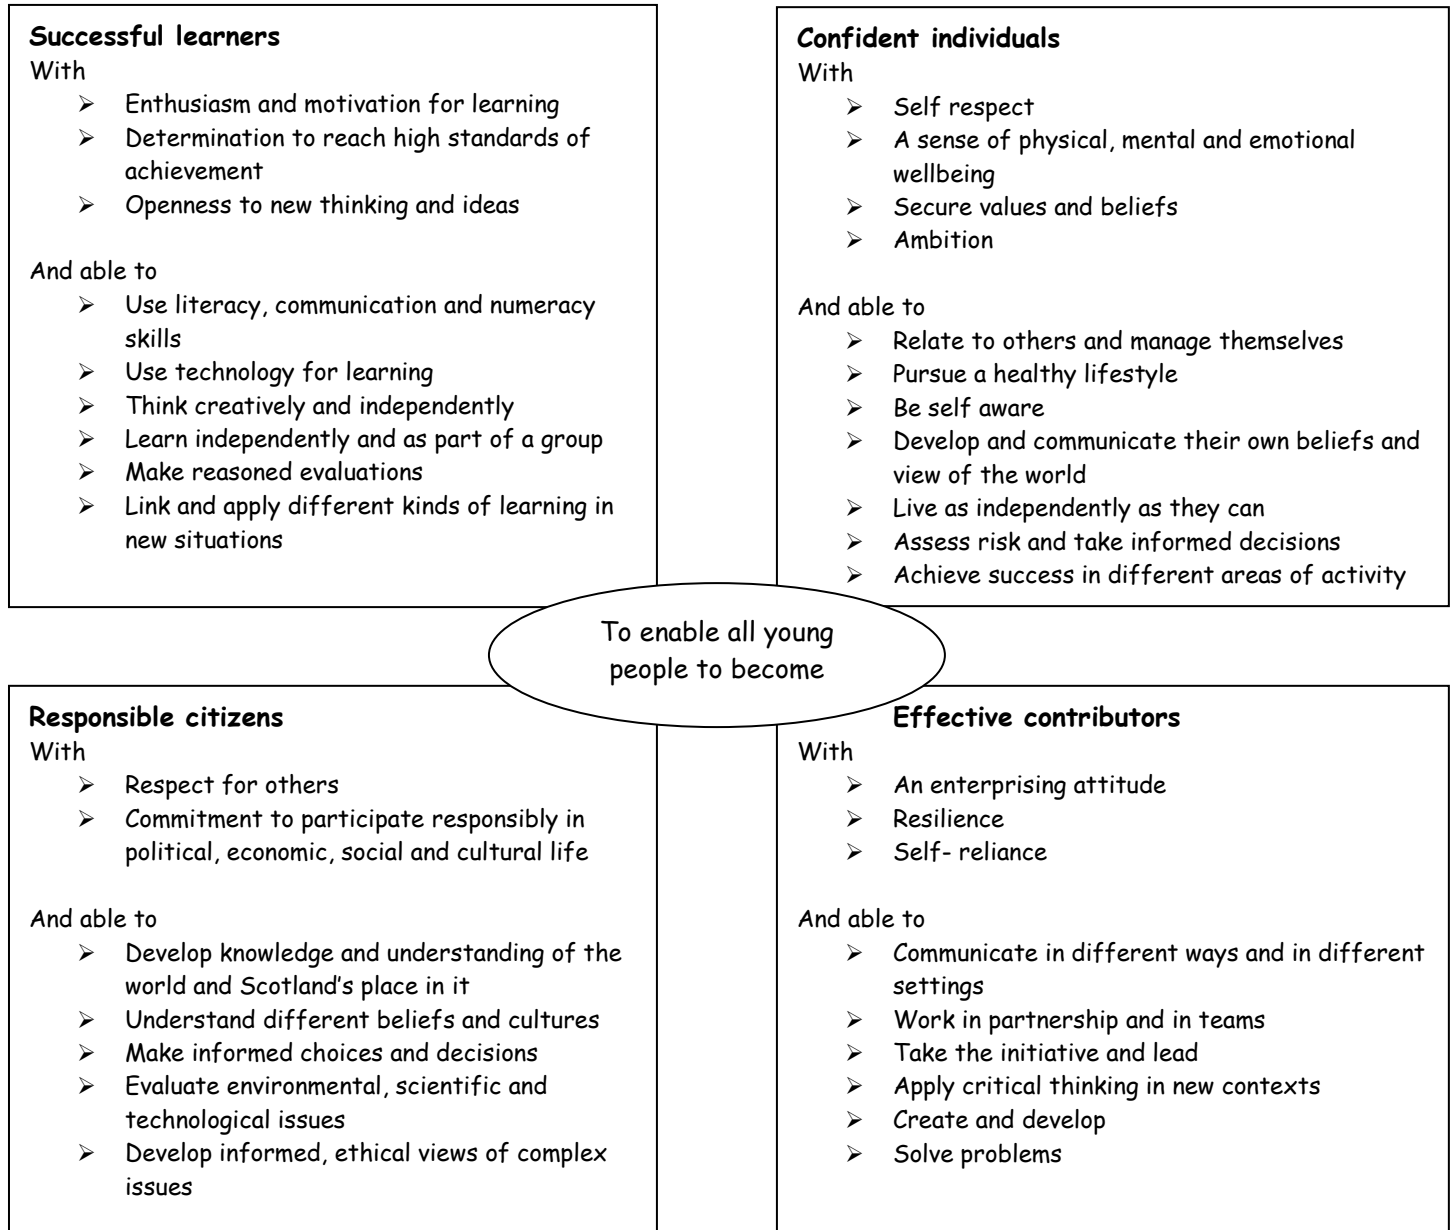 Successful learners
With
➢ Enthusiasm and motivation for learning
➢ Determination to reach high standards of
achievement
➢ Openness to new thinking and ideas
And able to
➢ Use literacy, communication and numeracy
skills
➢ Use technology for learning
➢ Think creatively and independently
➢ Learn independently and as part of a group
➢ Make reasoned evaluations
➢ Link and apply different kinds of learning in
new situations
Confident individuals
With
➢ Self respect
➢ A sense of physical, mental and emotional
wellbeing
➢ Secure values and beliefs
➢ Ambition
And able to
➢ Relate to others and manage themselves
➢ Pursue a healthy lifestyle
➢ Be self aware
➢ Develop and communicate their own beliefs and
view of the world
➢ Live as independently as they can
➢ Assess risk and take informed decisions
➢ Achieve success in different areas of activity
To enable all young
people to become
Responsible citizens
With
➢ Respect for others
➢ Commitment to participate responsibly in
political, economic, social and cultural life
And able to
➢ Develop knowledge and understanding of the
world and Scotland's place in it
➢ Understand different beliefs and cultures
➢ Make informed choices and decisions
➢ Evaluate environmental, scientific and
technological issues
➢ Develop informed, ethical views of complex
issues
Effective contributors
With
➢ An enterprising attitude
➢ Resilience
➢ Self- reliance
And able to
➢ Communicate in different ways and in different
settings
➢ Work in partnership and in teams
➢ Take the initiative and lead
➢ Apply critical thinking in new contexts
➢ Create and develop
➢ Solve problems